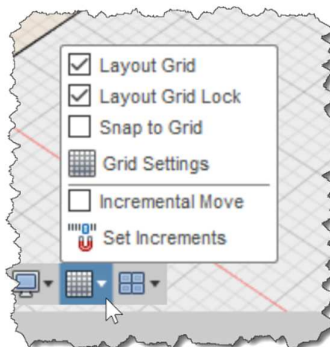 Layout Grid
Layout Grid Lock
Snap to Grid
Grid Settings
Incremental Move
Set Increments